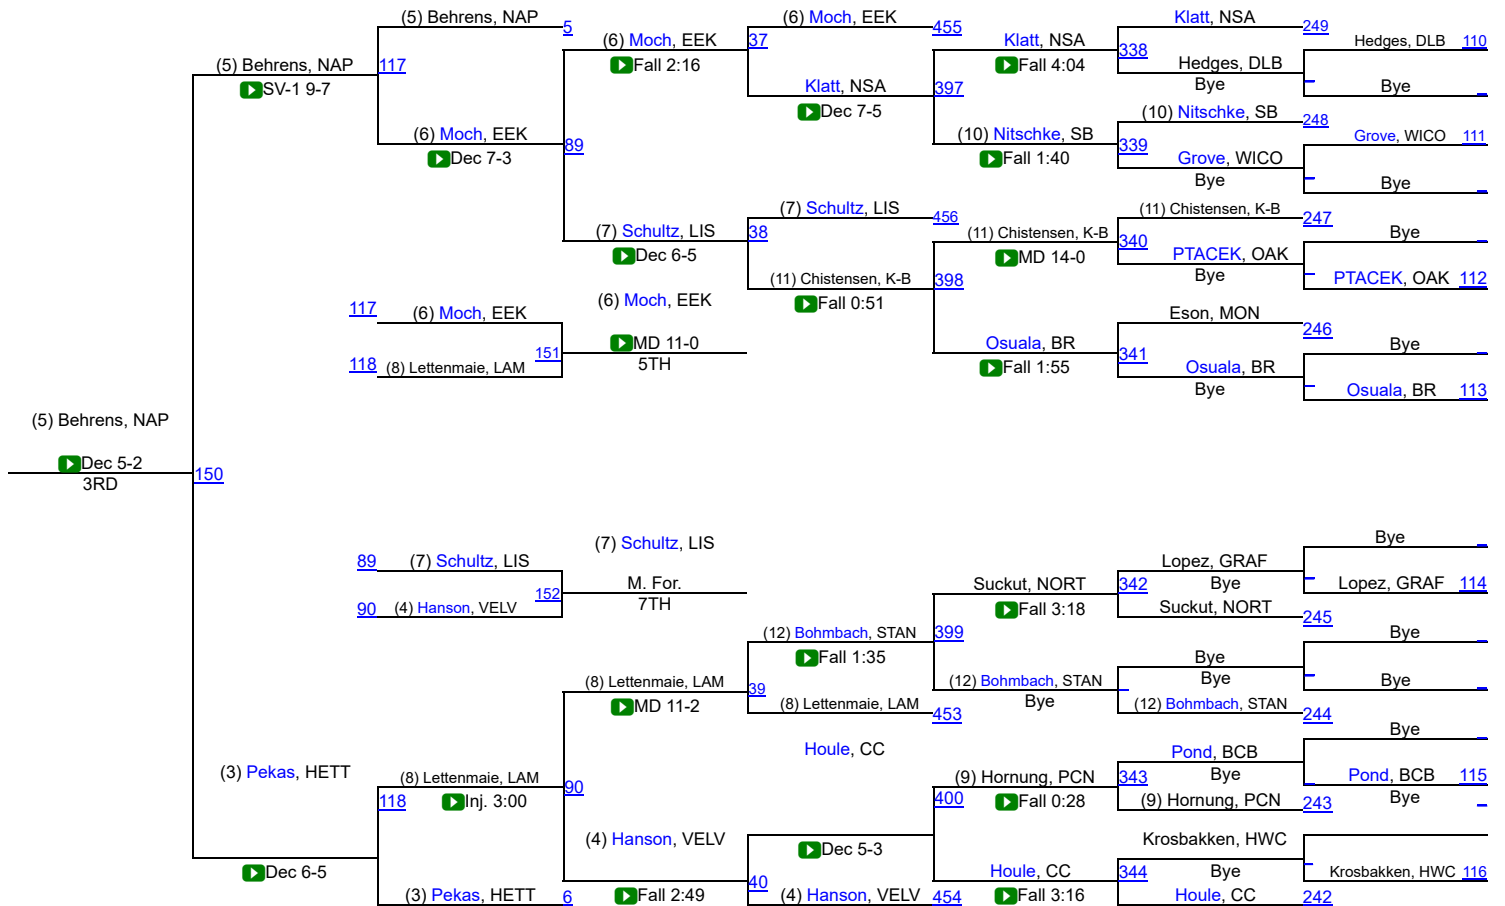 (5) Behrens, NAP
5
(6) Moch, EEK
455
Klatt, NSA
249
(6) Moch, EEK
37
Klatt, NSA
338
Hedges, DLB
110
(5) Behrens, NAP
117
Fall 2:16
Fall 4:04
Hedges, DLB
SV-1 9-7
Klatt, NSA
397
Bye
Bye
Dec 7-5
(10) Nitschke, SB
248
(6) Moch, EEK
89
(10) Nitschke, SB
339
Grove, WICO
111
Dec 7-3
Fall 1:40
Grove, WICO
Bye
Bye
(7) Schultz, LIS
456
(11) Chistensen, K-B
247
(7) Schultz, LIS
38
(11) Chistensen, K-B
340
Bye
Dec 6-5
MD 14-0
PTACEK, OAK
(11) Chistensen, K-B
398
Bye
PTACEK, OAK
112
(6) Moch, EEK
Fall 0:51
117
(6) Moch, EEK
Eson, MON
246
MD 11-0
Osuala, BR
341
Bye
118
(8) Lettenmaie, LAM
151
5TH
Fall 1:55
Osuala, BR
Bye
Osuala, BR
113
(5) Behrens, NAP
Dec 5-2
3RD
150
(7) Schultz, LIS
Bye
89
(7) Schultz, LIS
Lopez, GRAF
M. For.
Suckut, NORT
342
Bye
Lopez, GRAF
114
90
(4) Hanson, VELV
152
7TH
Fall 3:18
Suckut, NORT
245
(12) Bohmbach, STAN
399
Bye
Fall 1:35
Bye
(8) Lettenmaie, LAM
39
(12) Bohmbach, STAN
Bye
Bye
MD 11-2
(8) Lettenmaie, LAM
453
Bye
(12) Bohmbach, STAN
244
Houle, CC
Pond, BCB
Bye
(3) Pekas, HETT
(8) Lettenmaie, LAM
90
(9) Hornung, PCN
343
Bye
Pond, BCB
115
118
Inj. 3:00
400
Fall 0:28
(9) Hornung, PCN
243
Bye
(4) Hanson, VELV
Dec 5-3
Krosbakken, HWC
Dec 6-5
Houle, CC
344
Bye
Krosbakken, HWC
116
(3) Pekas, HETT
6
Fall 2:49
40
(4) Hanson, VELV
454
Fall 3:16
Houle, CC
242